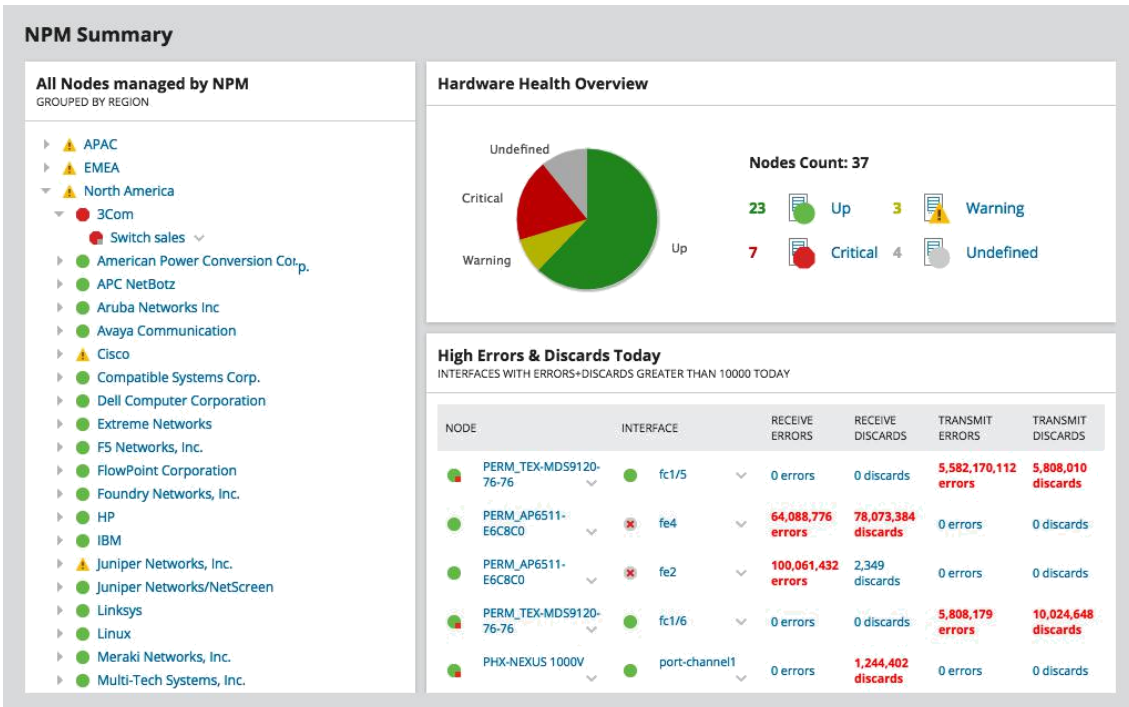 NPM Summary
All Nodes managed by NPM
GROUPED BY REGION
APAC
EMEA
North America
3Com
Switch sales
American Power Conversion Corp.
APC NetBotz
Aruba Networks Inc
Avaya Communication
Cisco
Compatible Systems Corp.
Dell Computer Corporation
Extreme Networks
F5 Networks, Inc.
FlowPoint Corporation
Foundry Networks, Inc.
HP
IBM
Juniper Networks, Inc.
Juniper Networks/NetScreen
Linksys
Linux
Meraki Networks, Inc.
Multi-Tech Systems, Inc.
Hardware Health Overview
Undefined
Critical
Warning
Up
Nodes Count: 37
23 Up 3 Warning
7 Critical 4 Undefined
High Errors & Discards Today
INTERFACES WITH ERRORS+DISCARDS GREATER THAN 10000 TODAY
NODE INTERFACE RECEIVE RECEIVE TRANSMIT TRANSMIT
ERRORS DISCARDS ERRORS DISCARDS
PERM_TEX-MDS9120- fc1/5 0 errors 0 discards 5,582,170,112 5,808,010
76-76 errors discards
PERM_AP6511- fe4 64,088,776 78,073,384 0 errors 0 discards
E6C8C0 errors discards
PERM_AP6511- fe2 100,061,432 2,349 0 errors 0 discards
E6C8C0 errors discards
PERM_TEX-MDS9120- fc1/6 0 errors 0 discards 5,808,179 10,024,648
76-76 errors discards
PHX-NEXUS 1000V port-channel1 0 errors 1,244,402 0 errors 0 discards
discards